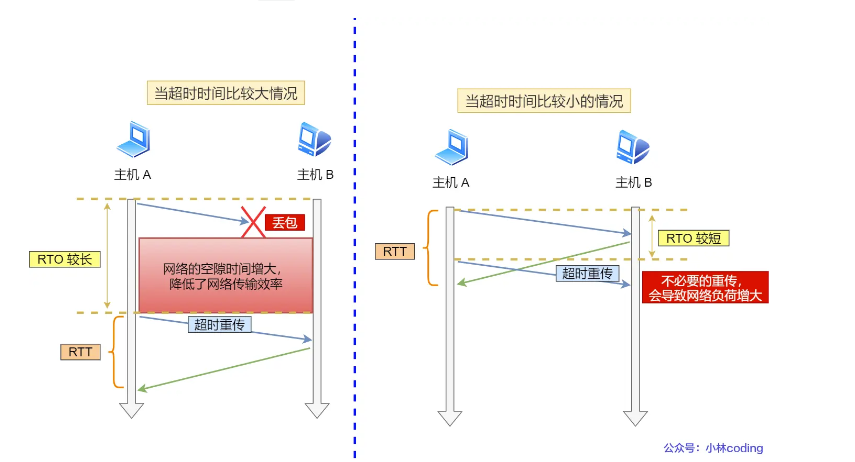 当超时时间比较大情况
主机 A
主机 B
丢包
RTO 较长
网络的空隙时间增大，
降低了网络传输效率
超时重传
RTT
当超时时间比较小的情况
主机 A
主机 B
RTT
RTO 较短
超时重传
不必要的重传，
会导致网络负荷增大
公众号：小林coding